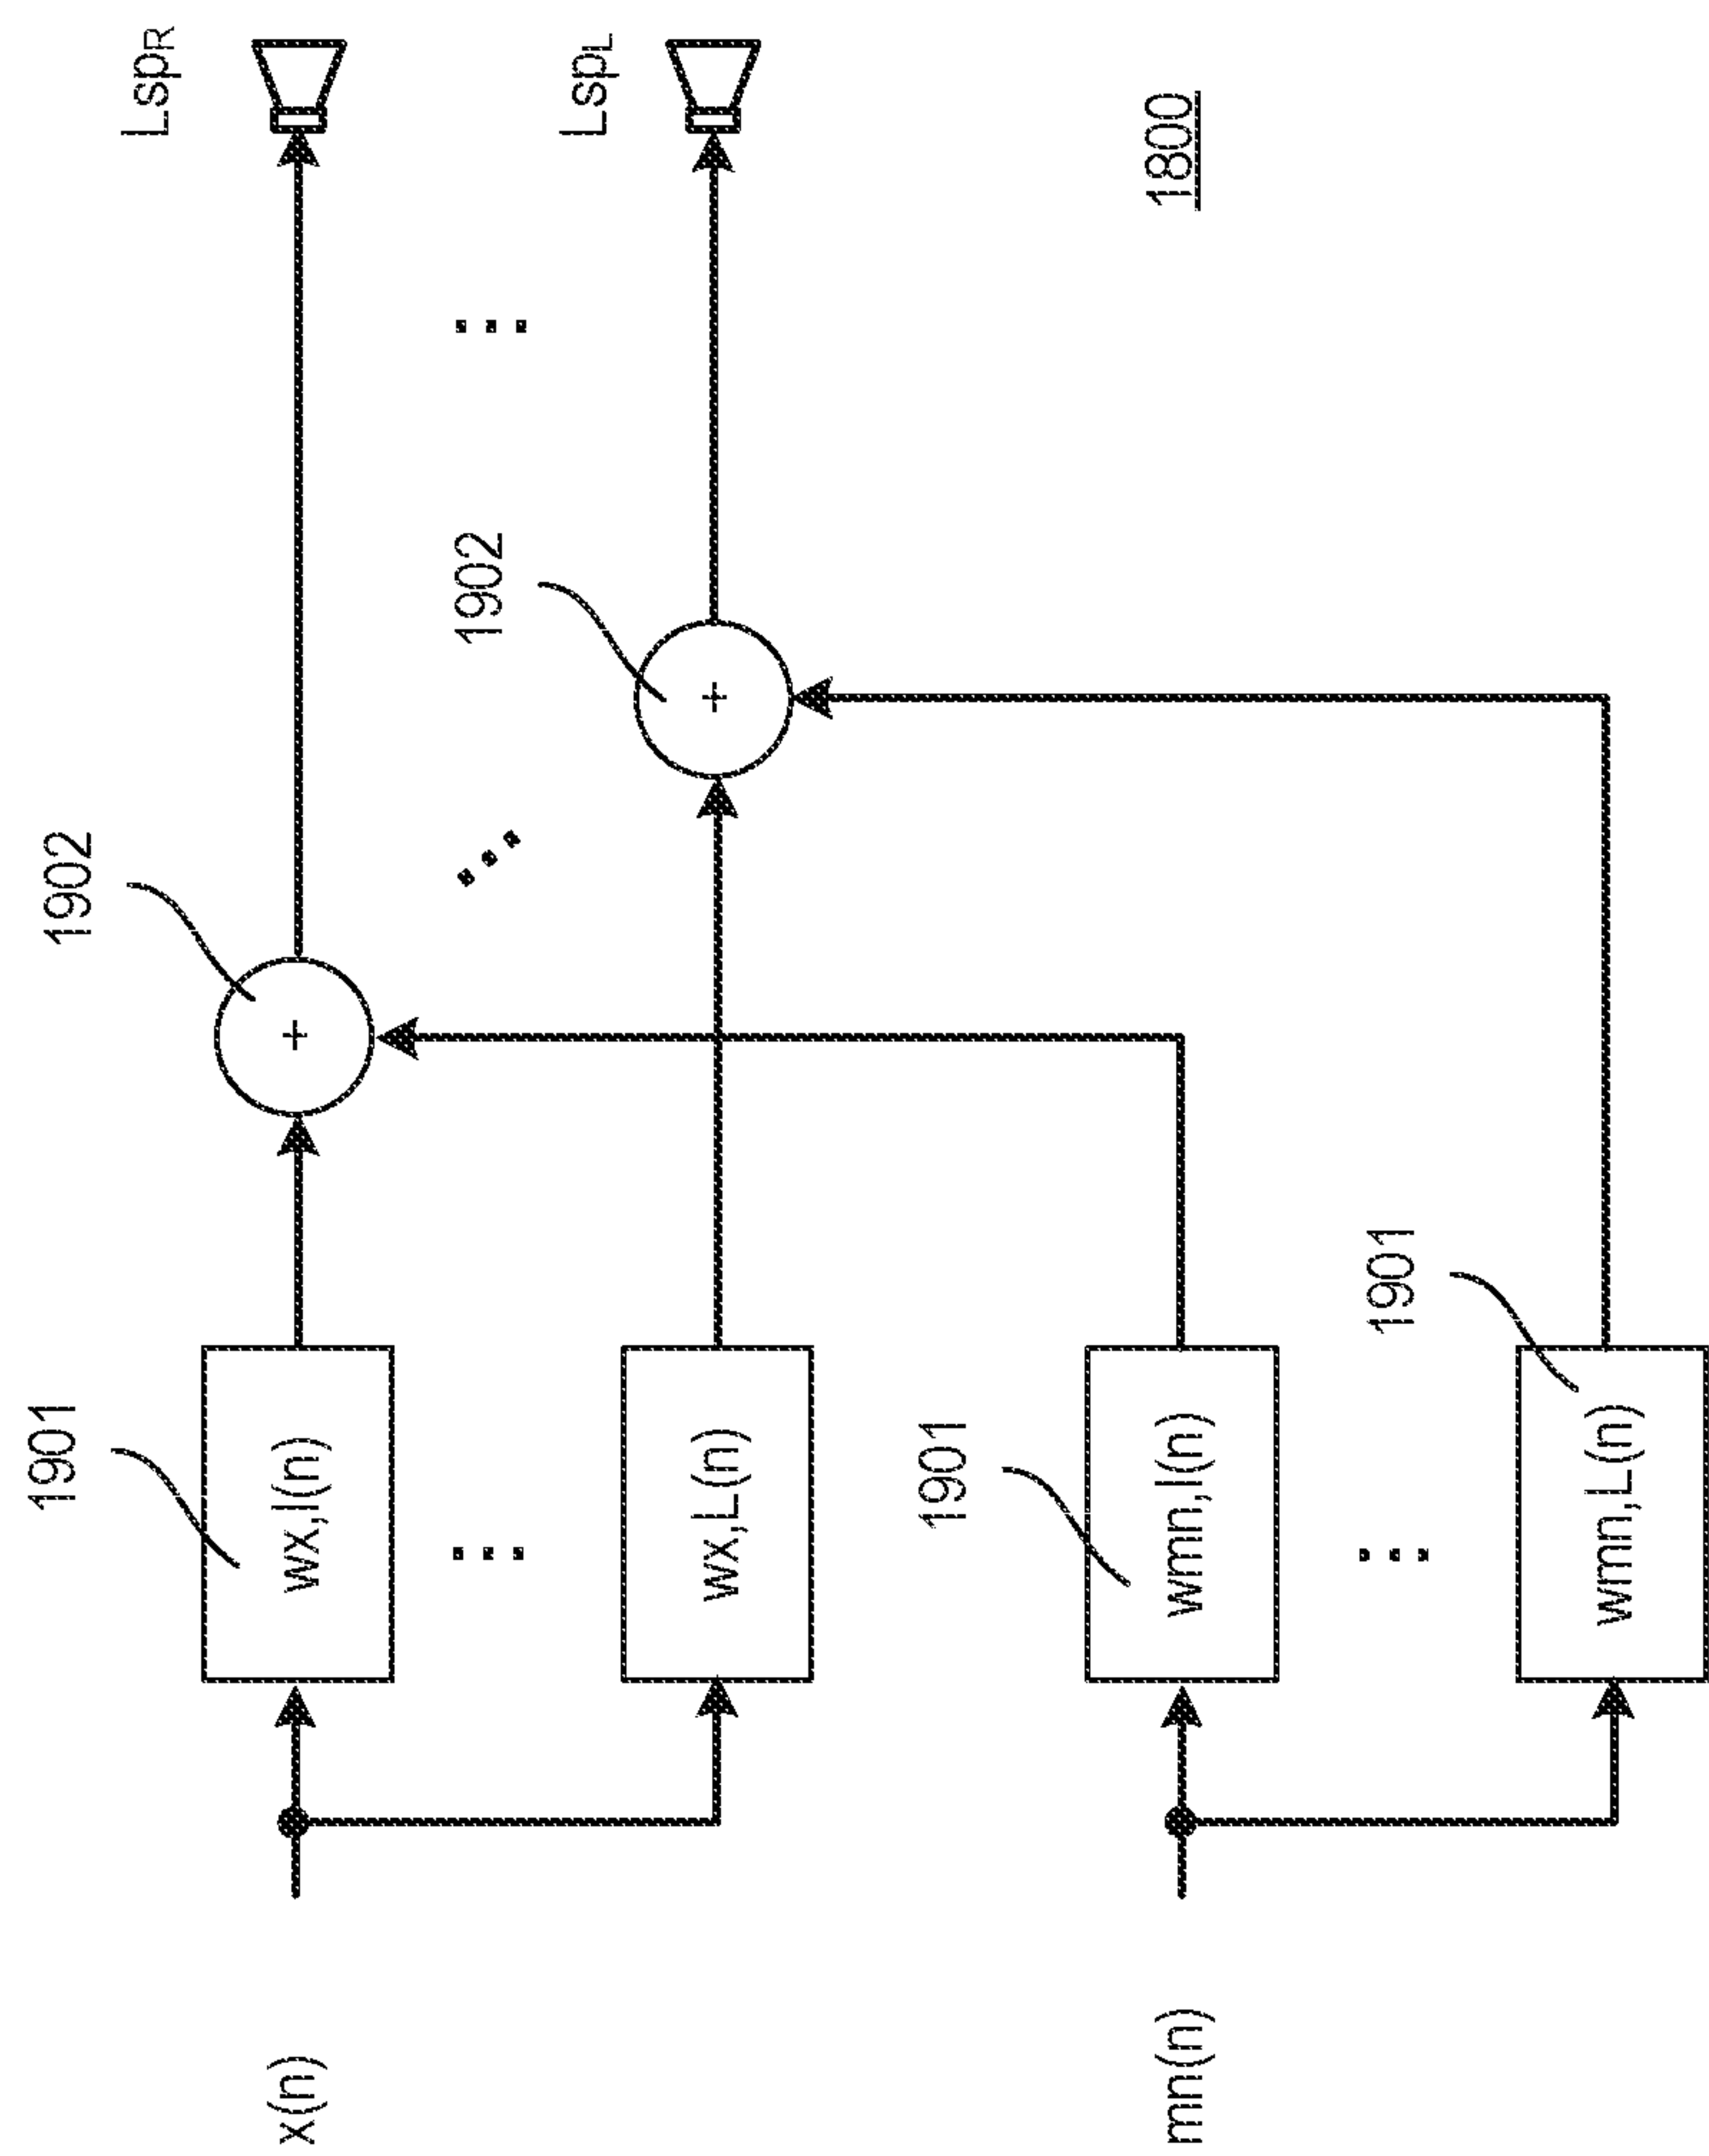 1901
1902
LspR
x(n)
wx,l(n)
+
1902
LspL
wx,L(n)
+
1901
1800
mn(n)
wmn,l(n)
1901
wmn,L(n)